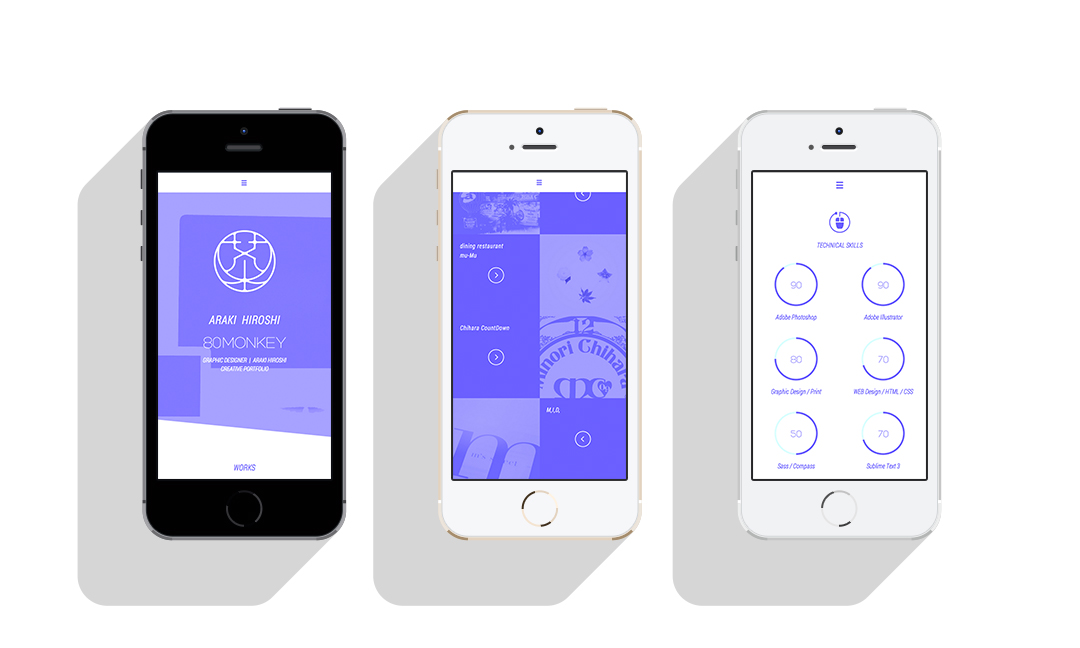 ARAKI HIROSHI
80MONKEY
GRAPHIC DESIGNER | ARAKI HIROSHI
CREATIVE PORTFOLIO
WORKS
dining restaurant
mu-Mu
Chihara CountDown
12
Minori Chihara
M.I.O,
m
TECHNICAL SKILLS
90
90
Adobe Photoshop
Adobe Illustrator
80
70
Graphic Design / Print
WEB Design / HTML / CSS
50
70
Sass / Compass
Sublime Text 3